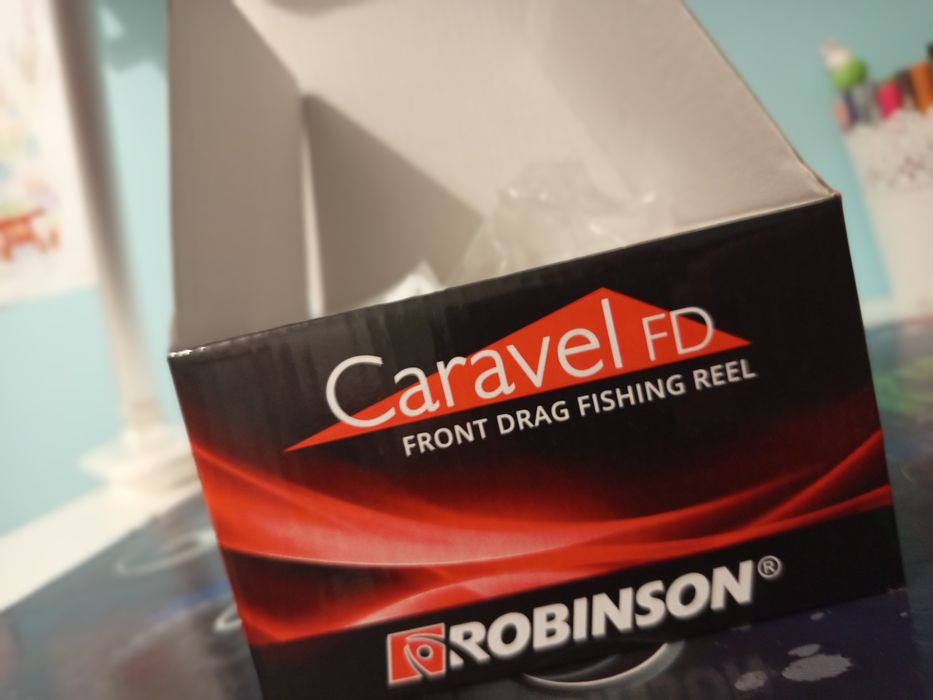 Caravel FD
FRONT DRAG FISHING REEL
ROBINSON®